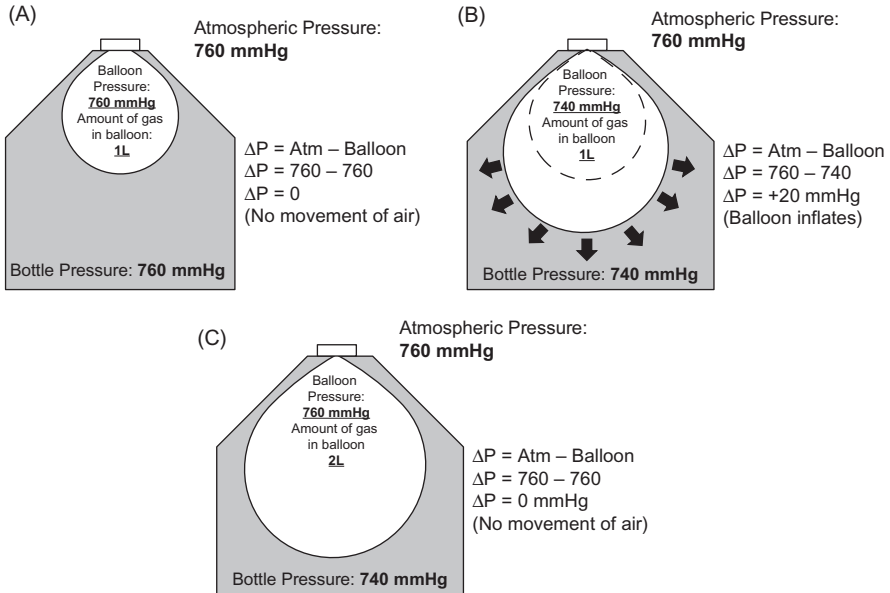 (A)
Atmospheric Pressure:
760 mmHg
Balloon
Pressure:
760 mmHg
Amount of gas
in balloon:
1L
ΔP = Atm – Balloon
ΔP = 760 – 760
ΔP = 0
(No movement of air)
Bottle Pressure: 760 mmHg
(B)
Atmospheric Pressure:
760 mmHg
Balloon
Pressure:
740 mmHg
Amount of gas
in balloon
1L
ΔP = Atm – Balloon
ΔP = 760 – 740
ΔP = +20 mmHg
(Balloon inflates)
Bottle Pressure: 740 mmHg
(C)
Atmospheric Pressure:
760 mmHg
Balloon
Pressure:
760 mmHg
Amount of gas
in balloon
2L
ΔP = Atm – Balloon
ΔP = 760 – 760
ΔP = 0 mmHg
(No movement of air)
Bottle Pressure: 740 mmHg